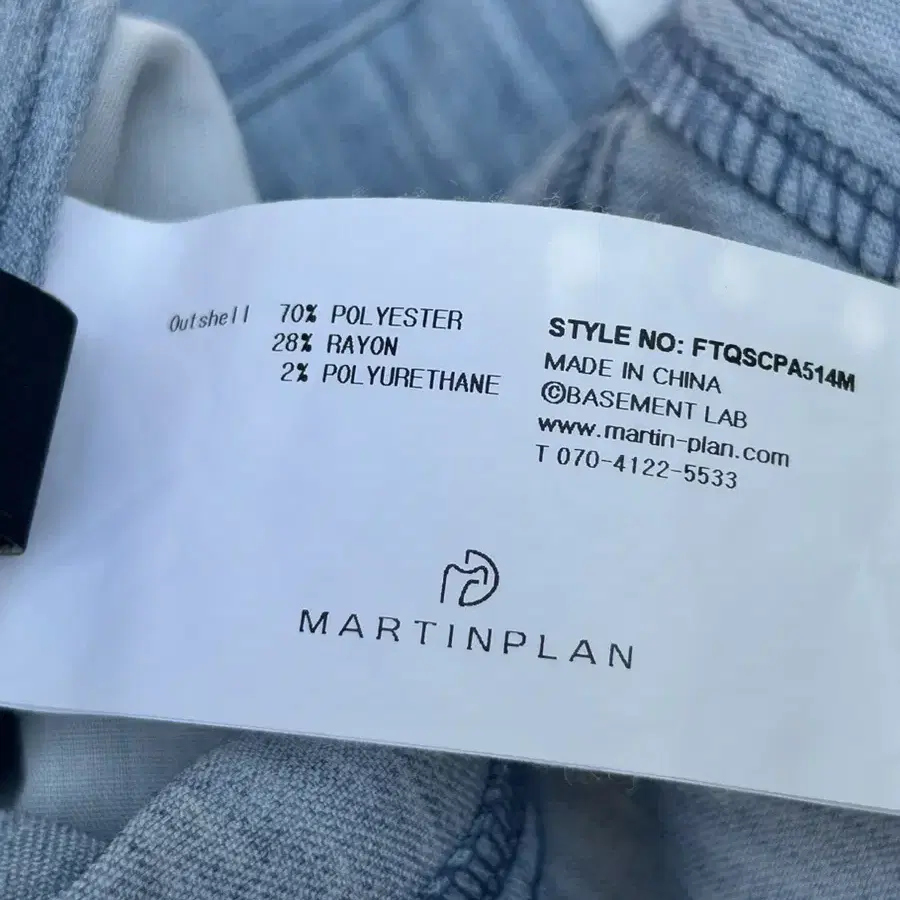 Outshell 70% POLYESTER
28% RAYON
2% POLYURETHANE
STYLE NO: FTQSCPA514M
MADE IN CHINA
©BASEMENT LAB
www.martin-plan.com
T 070-4122-5533
MARTINPLAN